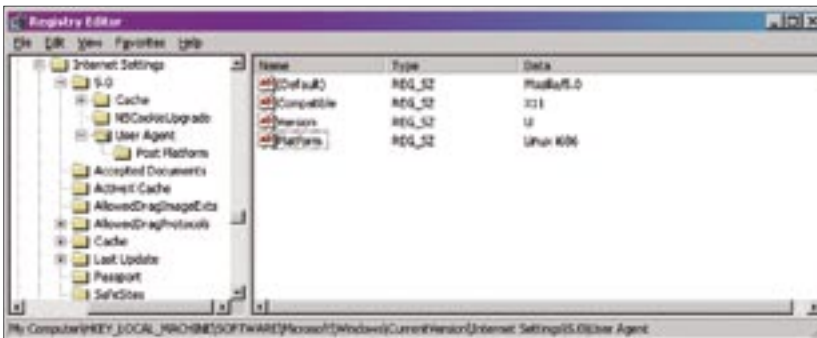 Registry Editor
File Edit View Favorites Help
Internet Settings
5.0
Cache
NSCookieUpgrade
User Agent
Post Platform
Accepted Documents
ActiveX Cache
AllowedDragImageExts
AllowedDragProtocols
Cache
Last Update
Passport
SafeSites
Name Type Data
(Default) REG_SZ Mozilla/5.0
Compatible REG_SZ X11
Version REG_SZ U
Platform REG_SZ Linux i686
My Computer\HKEY_LOCAL_MACHINE\SOFTWARE\Microsoft\Windows\CurrentVersion\Internet Settings\5.0\User Agent